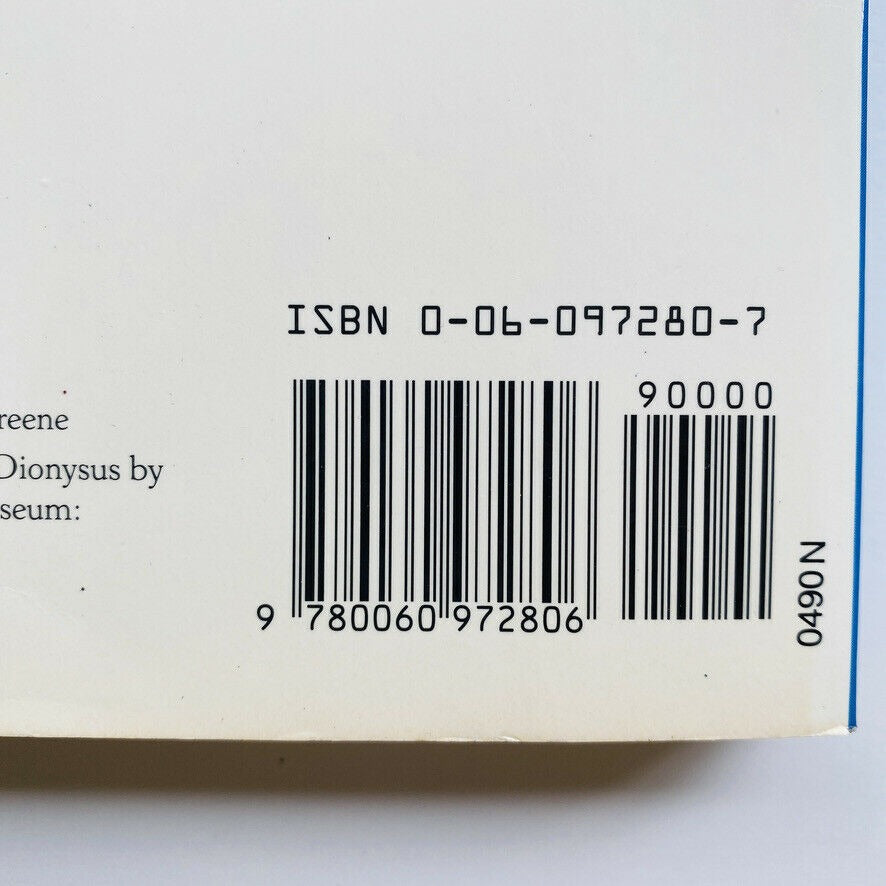 ISBN 0-06-097280-7
90000
reene
Dionysus by
seum:
9 780060 972806
0490N